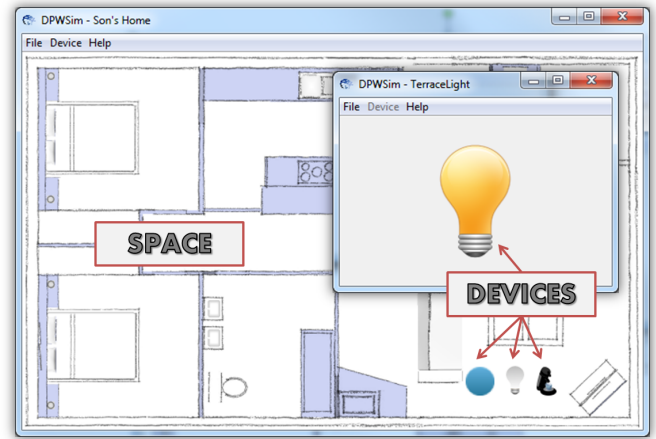 DPWSim - Son's Home
File Device Help
DPWSim - TerraceLight
File Device Help
SPACE
DEVICES